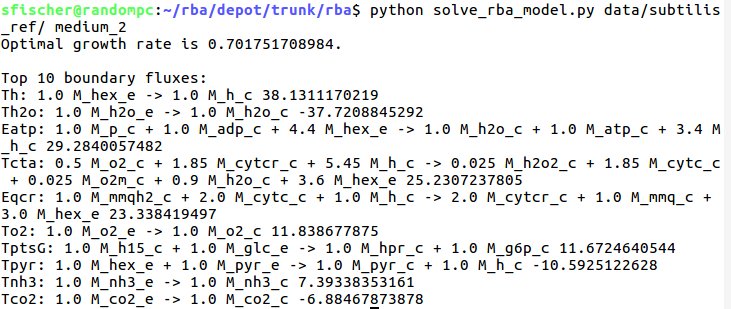 sfischer@randompc:~/rba/depot/trunk/rba$ python solve_rba_model.py data/subtilis
_ref/ medium_2
Optimal growth rate is 0.701751708984.

Top 10 boundary fluxes:
Th: 1.0 M_hex_e -> 1.0 M_h_c 38.1311170219
Th2o: 1.0 M_h2o_e -> 1.0 M_h2o_c -37.7208845292
Eatp: 1.0 M_p_c + 1.0 M_adp_c + 4.4 M_hex_e -> 1.0 M_h2o_c + 1.0 M_atp_c + 3.4 M
_h_c 29.2840057482
Tcta: 0.5 M_o2_c + 1.85 M_cytcr_c + 5.45 M_h_c -> 0.025 M_h2o2_c + 1.85 M_cytc_c
 + 0.025 M_o2m_c + 0.9 M_h2o_c + 3.6 M_hex_e 25.2307237805
Eqcr: 1.0 M_mmqh2_c + 2.0 M_cytc_c + 1.0 M_h_c -> 2.0 M_cytcr_c + 1.0 M_mmq_c + 
3.0 M_hex_e 23.338419497
To2: 1.0 M_o2_e -> 1.0 M_o2_c 11.838677875
TptsG: 1.0 M_h15_c + 1.0 M_glc_e -> 1.0 M_hpr_c + 1.0 M_g6p_c 11.6724640544
Tpyr: 1.0 M_hex_e + 1.0 M_pyr_e -> 1.0 M_pyr_c + 1.0 M_h_c -10.5925122628
Tnh3: 1.0 M_nh3_e -> 1.0 M_nh3_c 7.39338353161
Tco2: 1.0 M_co2_e -> 1.0 M_co2_c -6.88467873878